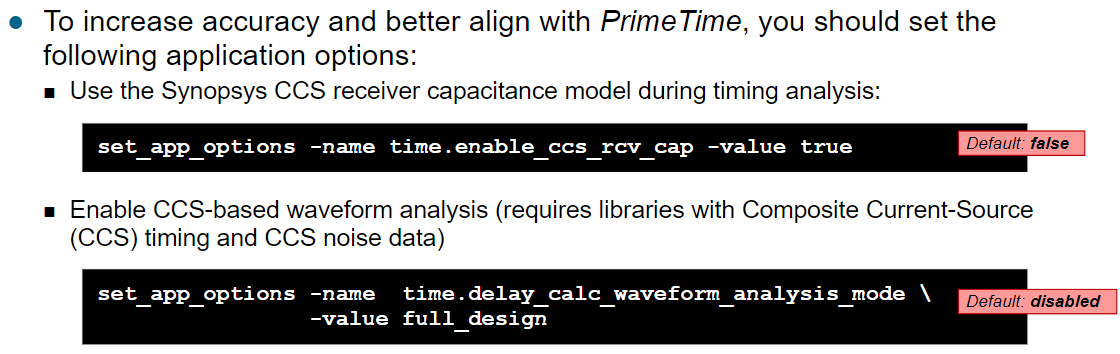 ● To increase accuracy and better align with PrimeTime, you should set the
following application options:
■ Use the Synopsys CCS receiver capacitance model during timing analysis:
set_app_options -name time.enable_ccs_rcv_cap -value true
Default: false
■ Enable CCS-based waveform analysis (requires libraries with Composite Current-Source
(CCS) timing and CCS noise data)
set_app_options -name  time.delay_calc_waveform_analysis_mode \
Default: disabled
-value full_design